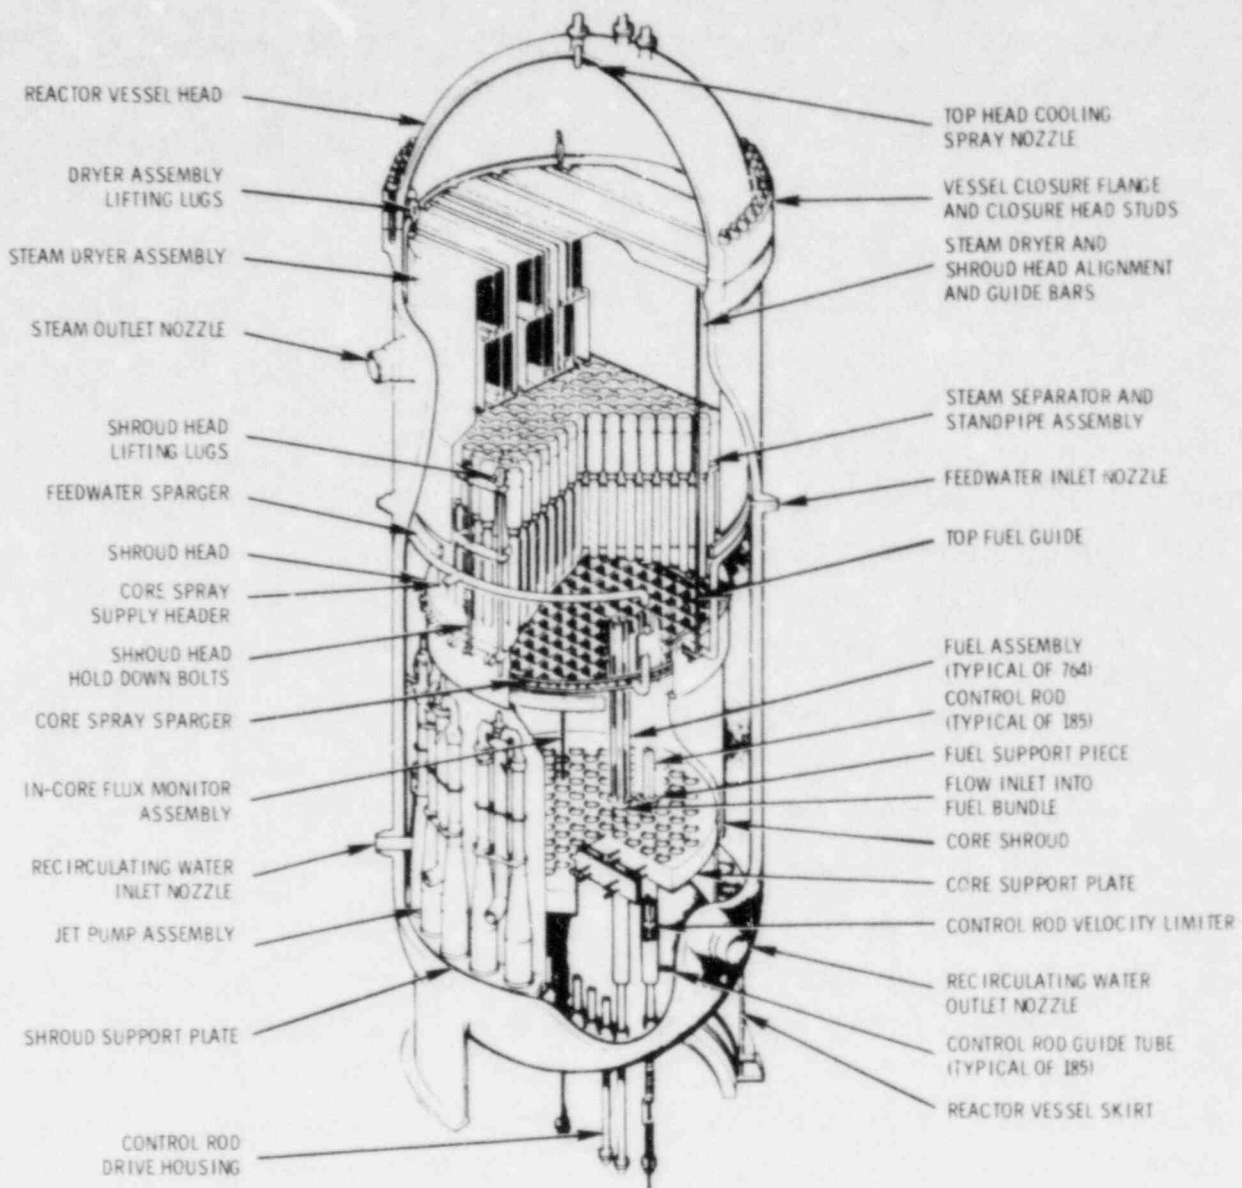 REACTOR VESSEL HEAD
DRYER ASSEMBLY
LIFTING LUGS
STEAM DRYER ASSEMBLY
STEAM OUTLET NOZZLE
SHROUD HEAD
LIFTING LUGS
FEEDWATER SPARGER
SHROUD HEAD
CORE SPRAY
SUPPLY HEADER
SHROUD HEAD
HOLD DOWN BOLTS
CORE SPRAY SPARGER
IN-CORE FLUX MONITOR
ASSEMBLY
RECIRCULATING WATER
INLET NOZZLE
JET PUMP ASSEMBLY
SHROUD SUPPORT PLATE
CONTROL ROD
DRIVE HOUSING
TOP HEAD COOLING
SPRAY NOZZLE
VESSEL CLOSURE FLANGE
AND CLOSURE HEAD STUDS
STEAM DRYER AND
SHROUD HEAD ALIGNMENT
AND GUIDE BARS
STEAM SEPARATOR AND
STANDPIPE ASSEMBLY
FEEDWATER INLET NOZZLE
TOP FUEL GUIDE
FUEL ASSEMBLY
(TYPICAL OF 764)
CONTROL ROD
(TYPICAL OF 185)
FUEL SUPPORT PIECE
FLOW INLET INTO
FUEL BUNDLE
CORE SHROUD
CORE SUPPORT PLATE
CONTROL ROD VELOCITY LIMITER
RECIRCULATING WATER
OUTLET NOZZLE
CONTROL ROD GUIDE TUBE
(TYPICAL OF 185)
REACTOR VESSEL SKIRT